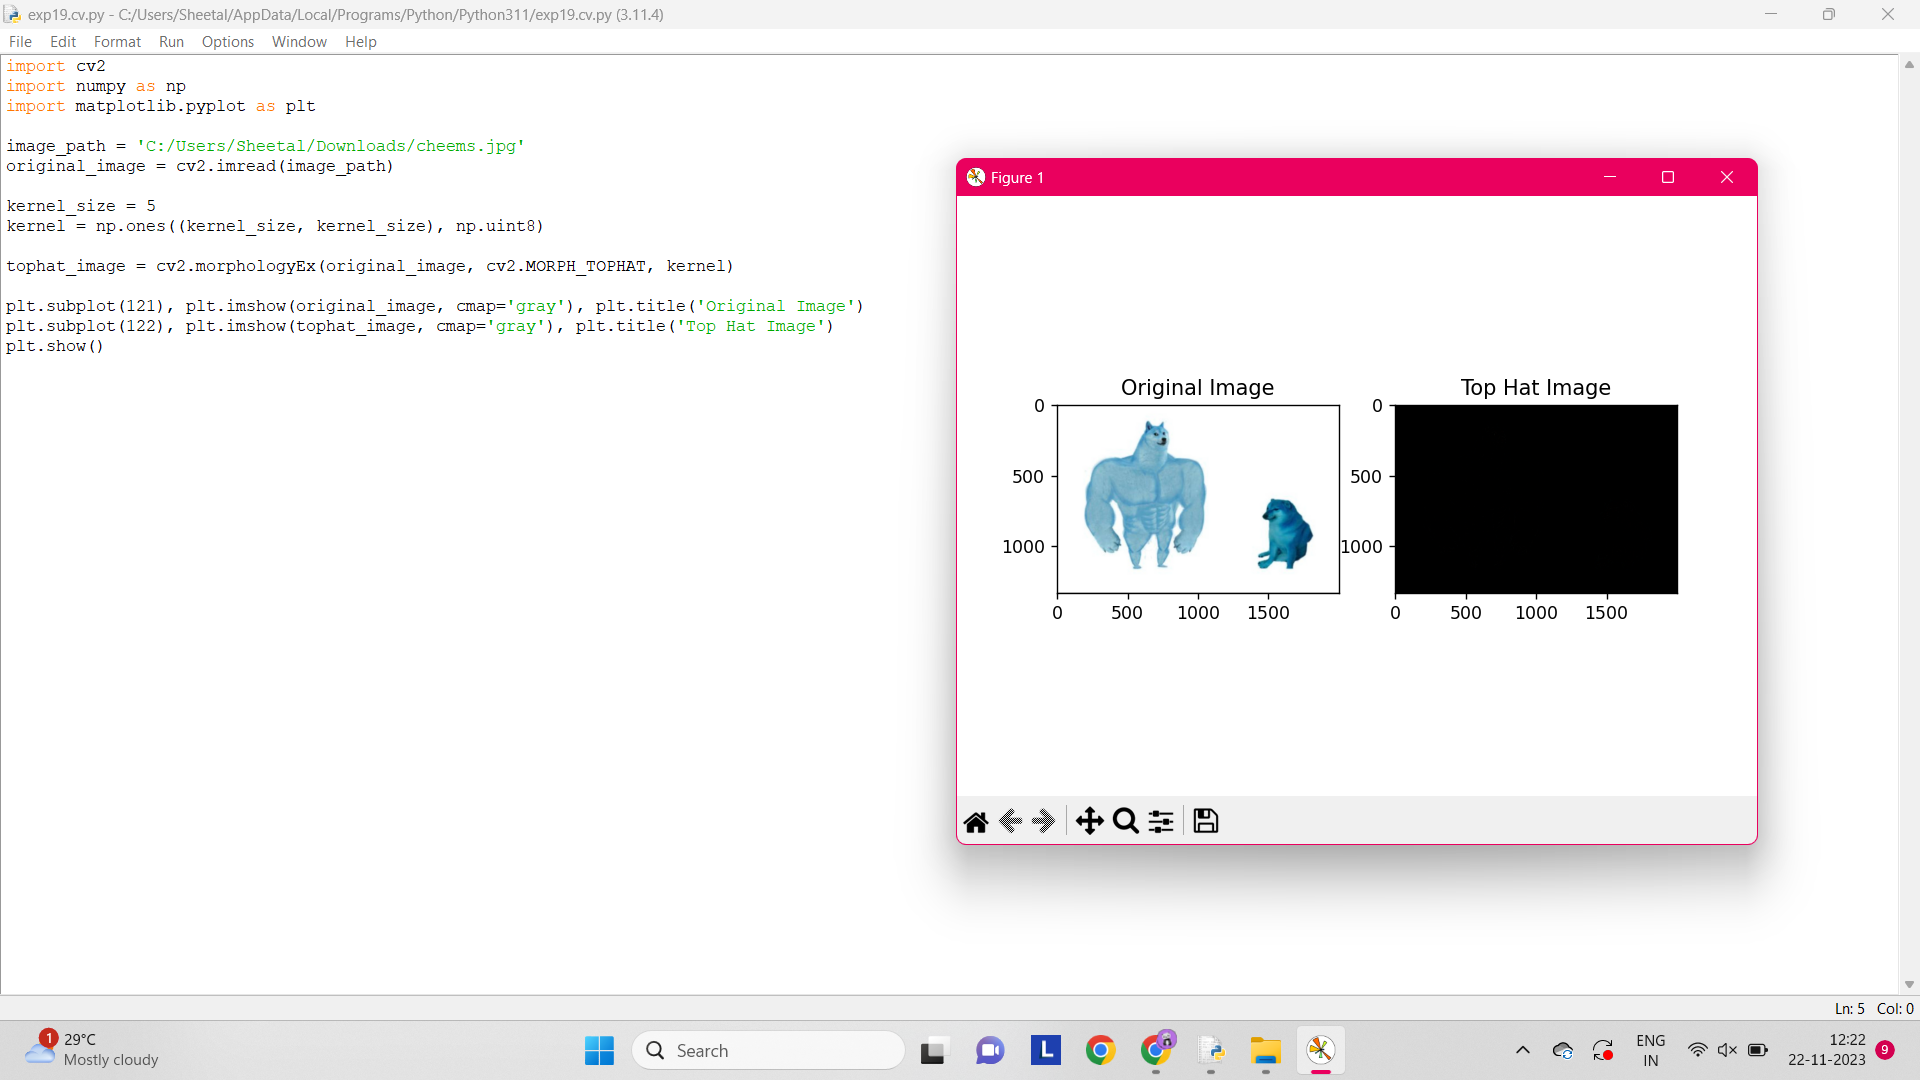 exp19.cv.py - C:/Users/Sheetal/AppData/Local/Programs/Python/Python311/exp19.cv.py (3.11.4)
File Edit Format Run Options Window Help
import cv2
import numpy as np
import matplotlib.pyplot as plt
image_path = 'C:/Users/Sheetal/Downloads/cheems.jpg'
original_image = cv2.imread(image_path)
kernel_size = 5
kernel = np.ones((kernel_size, kernel_size), np.uint8)
tophat_image = cv2.morphologyEx(original_image, cv2.MORPH_TOPHAT, kernel)
plt.subplot(121), plt.imshow(original_image, cmap='gray'), plt.title('Original Image')
plt.subplot(122), plt.imshow(tophat_image, cmap='gray'), plt.title('Top Hat Image')
plt.show()
Figure 1
Original Image
0
500
1000
0 500 1000 1500
Top Hat Image
0
500
1000
0 500 1000 1500
Ln: 5 Col: 0
1
29°C
Mostly cloudy
Search
L
ENG
IN
12:22
22-11-2023
9